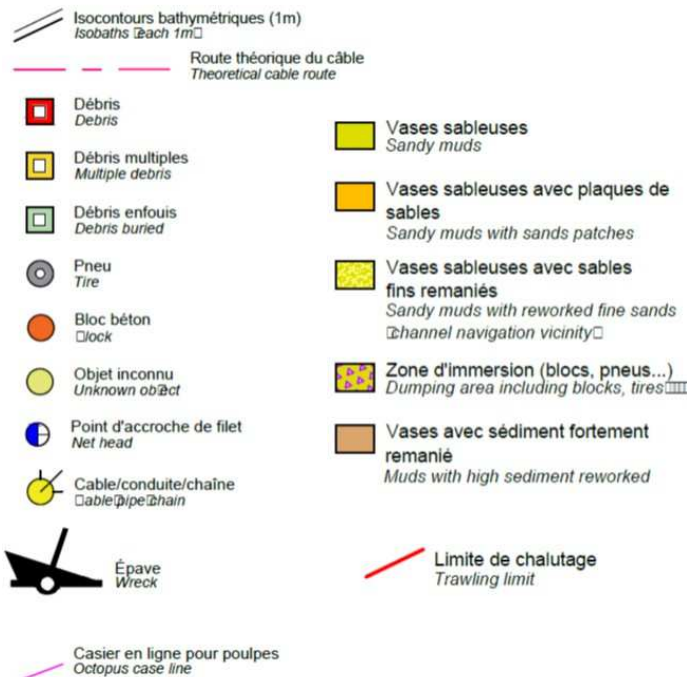 Isocontours bathymétriques (1m)
Isobaths each 1m
Route théorique du câble
Theoretical cable route
Débris
Debris
Débris multiples
Multiple debris
Débris enfouis
Debris buried
Pneu
Tire
Bloc béton
lock
Objet inconnu
Unknown ob ect
Point d'accroche de filet
Net head
Cable/conduite/chaîne
able pipe chain
Épave
Wreck
Casier en ligne pour poulpes
Octopus case line
Vases sableuses
Sandy muds
Vases sableuses avec plaques de
sables
Sandy muds with sands patches
Vases sableuses avec sables
fins remaniés
Sandy muds with reworked fine sands
channel navigation vicinity
Zone d'immersion (blocs, pneus...)
Dumping area including blocks, tires
Vases avec sédiment fortement
remanié
Muds with high sediment reworked
Limite de chalutage
Trawling limit